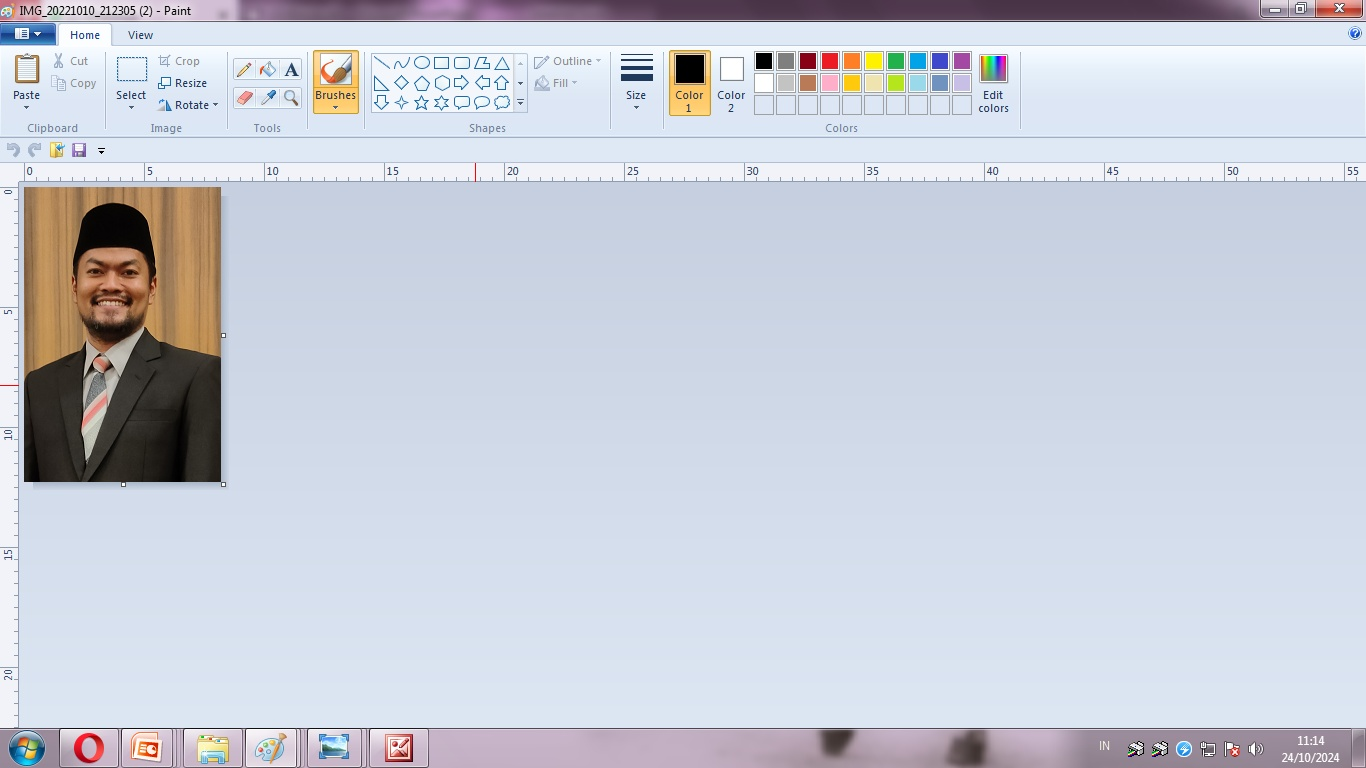 IMG_20221010_212305 (2) - Paint
Home View
Paste Cut Copy
Clipboard
Select Crop Resize Rotate
Image
A
Tools
Brushes
Outline Fill
Shapes
Size
Color 1 Color 2
Edit colors
Colors
0 5 10 15 20 25 30 35 40 45 50 55
0
5
10
15
20
IN
11:14
24/10/2024